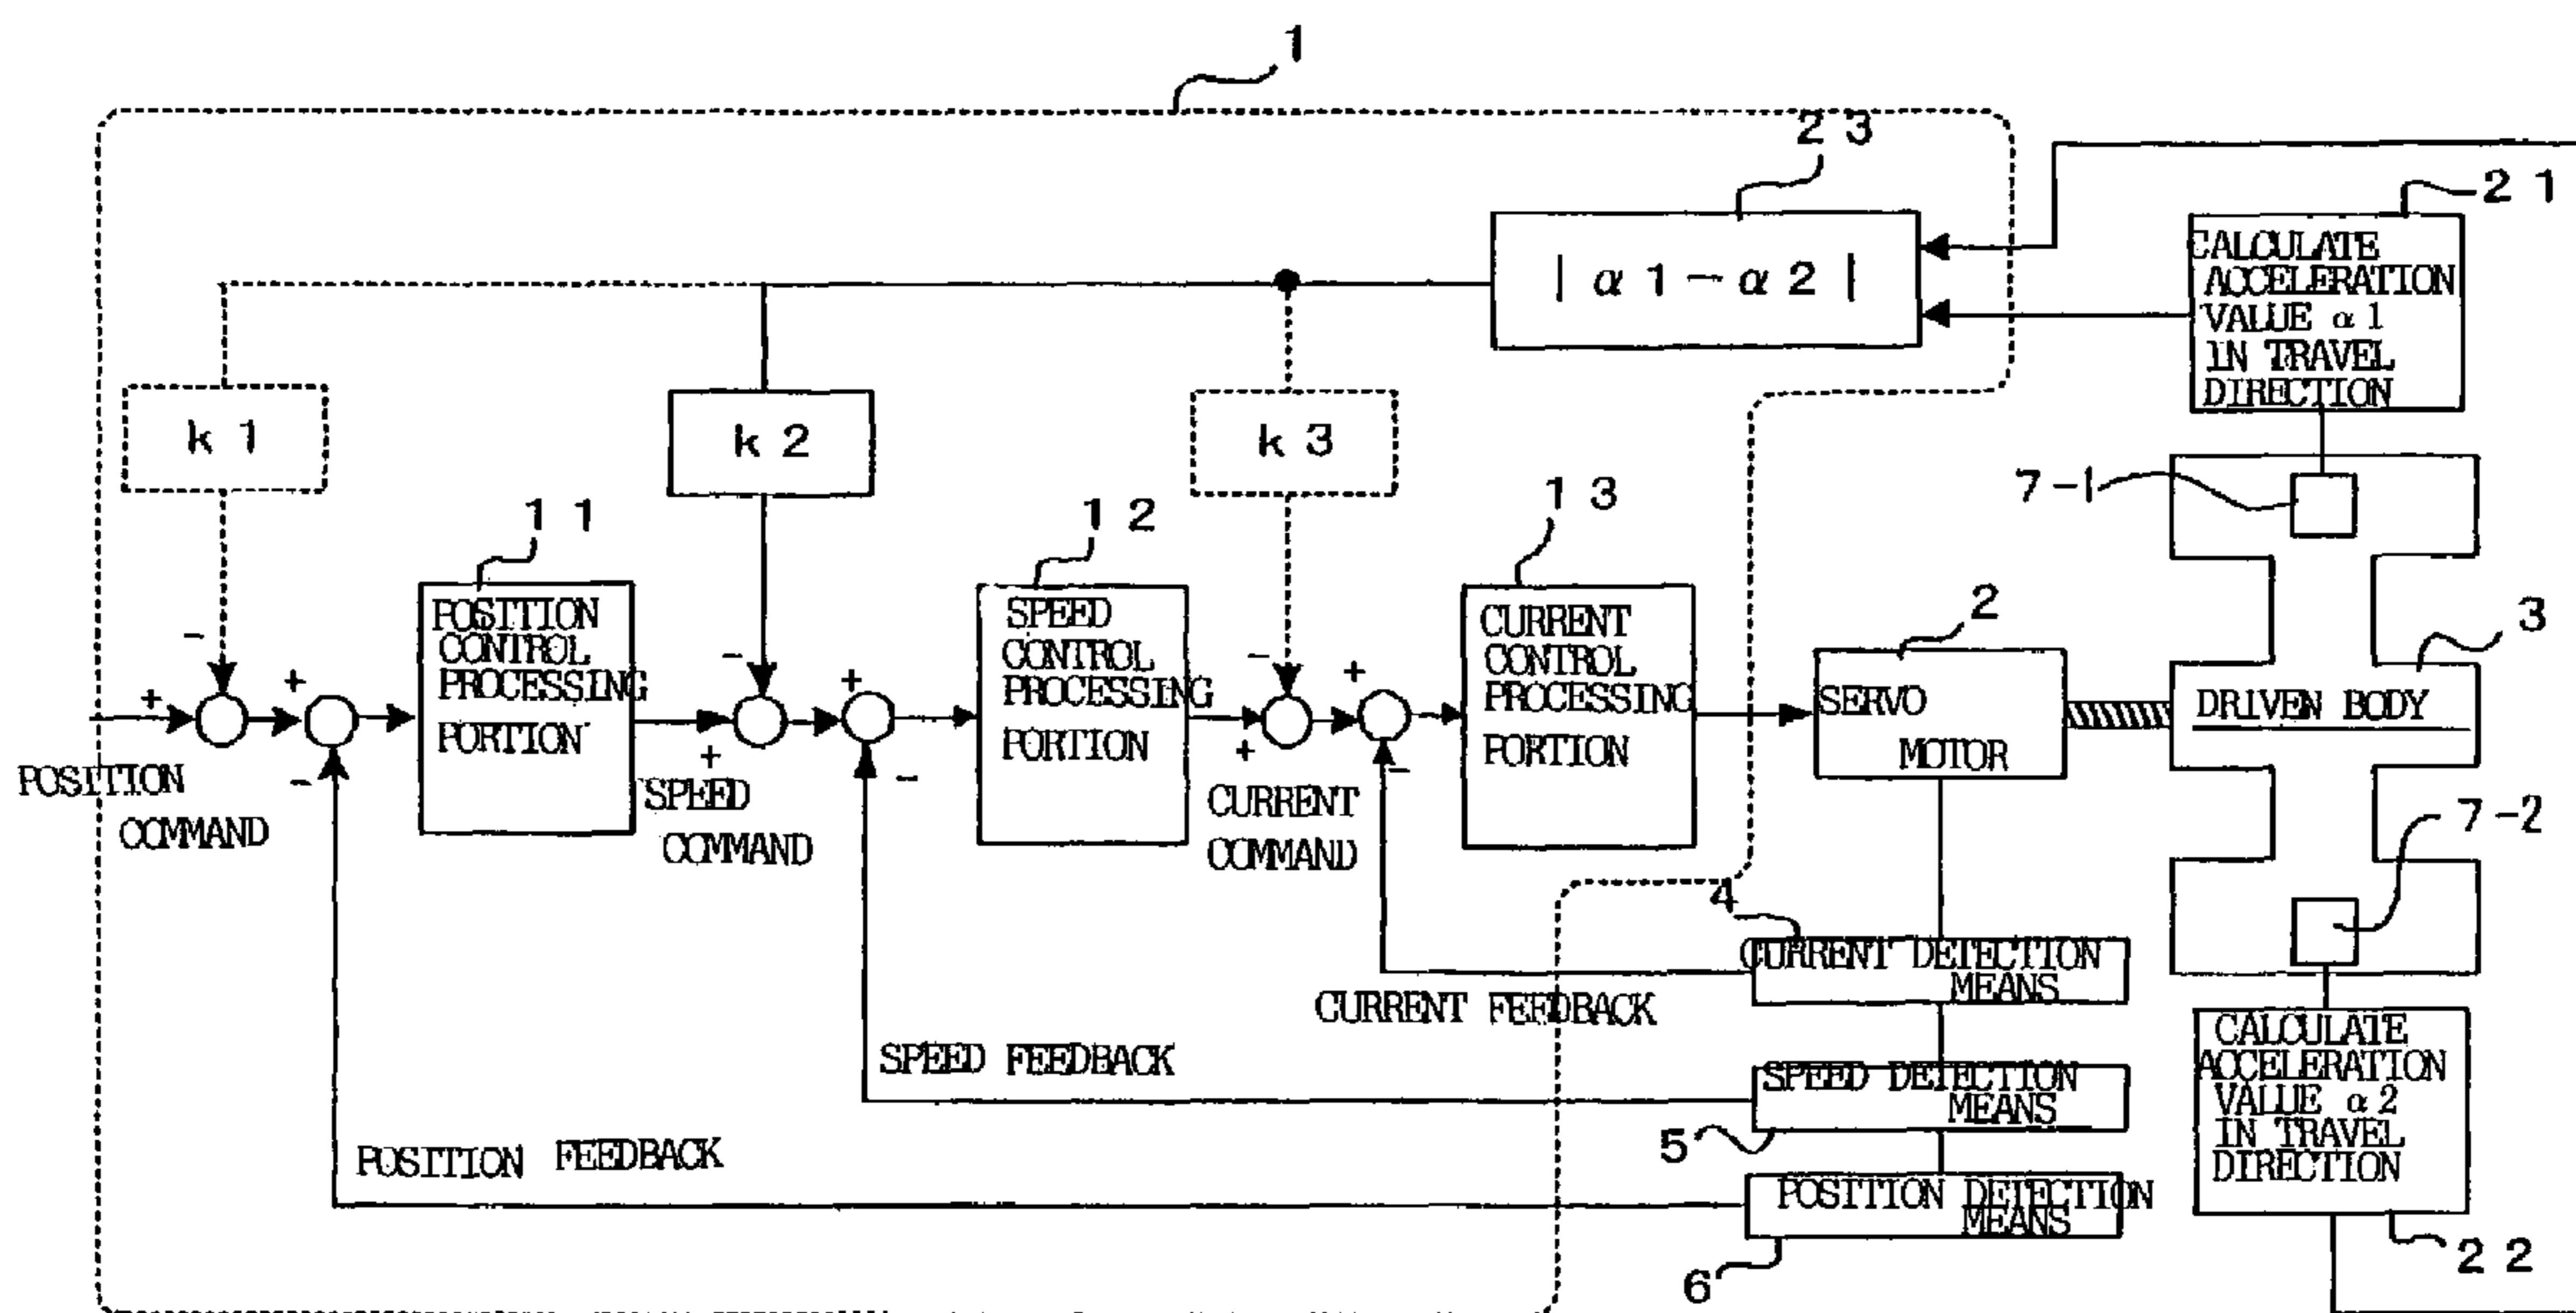 1
2 3
2 1
| α 1 − α 2 |
CALCULATE
ACCELERATION
VALUE α 1
IN TRAVEL
DIRECTION
k 1
k 2
k 3
7-1
1 1
1 2
1 3
POSITION
CONTROL
PROCESSING
PORTION
SPEED
CONTROL
PROCESSING
PORTION
CURRENT
CONTROL
PROCESSING
PORTION
2
3
-
-
-
+
+
+
+
SERVO
MOTOR
DRIVEN BODY
+
+
-
-
-
POSITION
COMMAND
SPEED
COMMAND
CURRENT
COMMAND
7-2
4
CURRENT DETECTION
MEANS
CURRENT FEEDBACK
SPEED FEEDBACK
SPEED DETECTION
MEANS
5
CALCULATE
ACCELERATION
VALUE α 2
IN TRAVEL
DIRECTION
POSITION FEEDBACK
POSITION DETECTION
MEANS
6
2 2